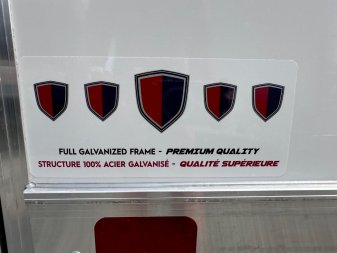 FULL GALVANIZED FRAME - PREMIUM QUALITY
STRUCTURE 100% ACIER GALVANISÉ - QUALITÉ SUPÉRIEURE